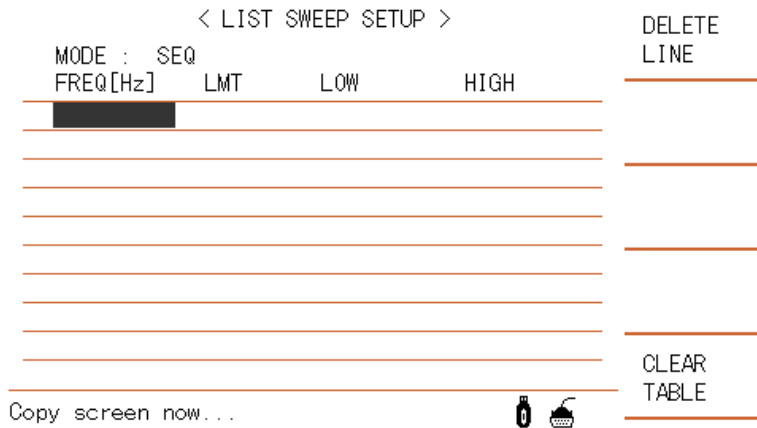 < LIST SWEEP SETUP >
MODE : SEQ
FREQ[Hz] LMT LOW HIGH
Copy screen now...
DELETE
LINE
CLEAR
TABLE